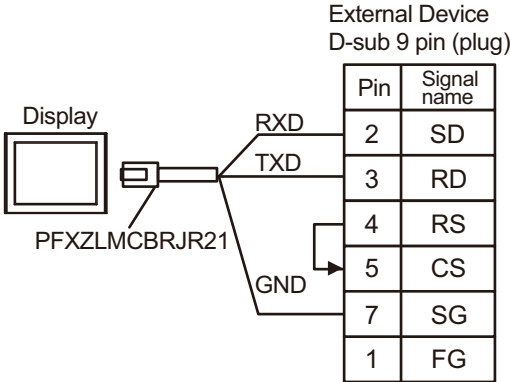 External Device
D-sub 9 pin (plug)
Pin Signal name
Display
RXD
2 SD
TXD
3 RD
4 RS
PFXZLMCBRJR21
5 CS
GND
7 SG
1 FG